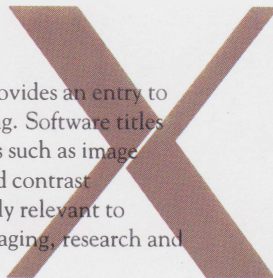 ovides an entry to
g. Software titles
s such as image
d contrast
ly relevant to
aging, research and